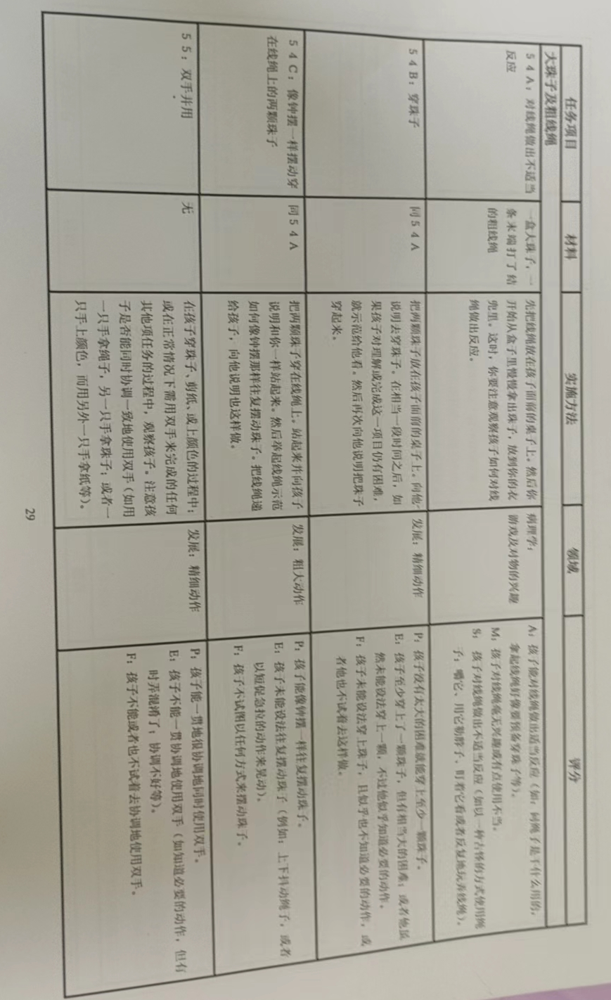 任务项目
材料
实施方法
领域
评分
大珠子及粗线绳
54A：对线绳做出不适当
反应
一盒大珠子，一
条末端打了结
的粗线绳
先把线绳放在孩子面前的桌子上。然后你
开始从盒子里慢慢拿出珠子，放到你的衣
兜里。这时，你要注意观察孩子如何对线
绳做出反应。
病理学：
游戏及对物的兴趣
A：孩子能对线绳做出适当反应（如：问绳子是干什么用的，
拿起线绳好像要预备穿珠子等）。
M：孩子对线绳毫无兴趣或有点使用不当。
S：孩子对线绳做出不适当反应（如以一种古怪的方式使用绳
子：嚼它、用它勒脖子、盯着它看或者反复地玩弄线绳）。
54B：穿珠子
同54A
把两颗珠子放在孩子面前的桌子上。向他
说明去穿珠子。在相当一段时间之后，如
果孩子对理解或完成这一项目仍有困难，
就示范给他看。然后再次向他说明把珠子
穿起来。
发展：精细动作
P：孩子没有太大的困难就能穿上至少一颗珠子。
E：孩子至少穿上了一颗珠子，但有相当大的困难；或者他虽
然未能设法穿上一颗，不过他似乎知道必要的动作。
F：孩子未能设法穿上珠子，且似乎也不知道必要的动作，或
者他也不试着去这样做。
54C：像钟摆一样摆动穿
在线绳上的两颗珠子
同54A
把两颗珠子穿在线绳上。站起来并向孩子
说明和你一样站起来。然后举起线绳示范
如何像钟摆那样往复摆动珠子。把线绳递
给孩子，向他说明也这样做。
发展：粗大动作
P：孩子能像钟摆一样往复摆动珠子。
E：孩子未能设法往复摆动珠子（例如：上下抖动绳子，或者
以短促急拉的动作来晃动）。
F：孩子不试图以任何方式来摆动珠子。
55：双手并用
无
在孩子穿珠子、剪纸、或上颜色的过程中；
或在正常情况下需用双手来完成的任何
其他项任务的过程中，观察孩子。注意孩
子是否能同时协调一致地使用双手（如用
一只手拿绳子，另一只手拿珠子；或者一
只手上颜色，而用另外一只手拿纸等）。
发展：精细动作
P：孩子能一贯地很协调地同时使用双手。
E：孩子不能一贯协调地使用双手（如知道必要的动作，但有
时弄混淆了；协调不好等）。
F：孩子不能或者也不试着去协调地使用双手。
29